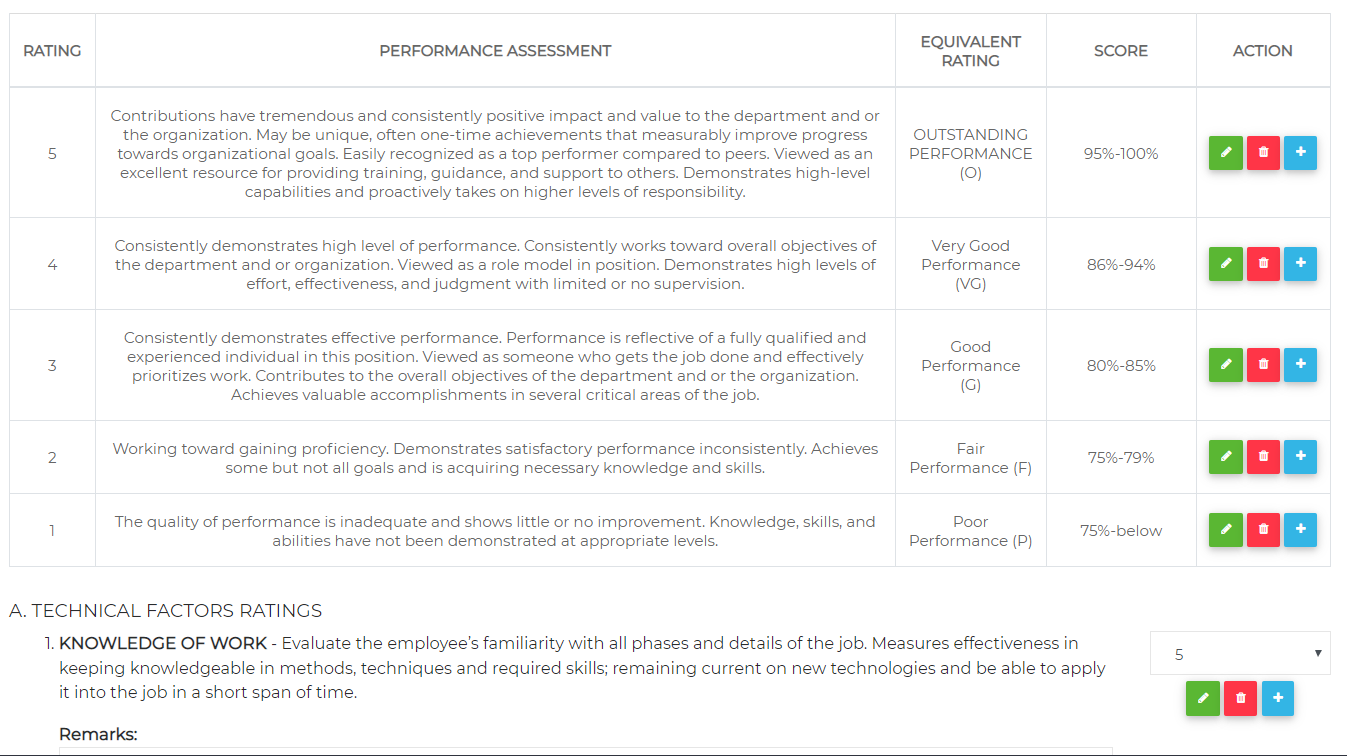 RATING PERFORMANCE ASSESSMENT EQUIVALENT RATING SCORE ACTION
5
Contributions have tremendous and consistently positive impact and value to the department and or
the organization. May be unique, often one-time achievements that measurably improve progress
towards organizational goals. Easily recognized as a top performer compared to peers. Viewed as an
excellent resource for providing training, guidance, and support to others. Demonstrates high-level
capabilities and proactively takes on higher levels of responsibility.
OUTSTANDING
PERFORMANCE
(O)
95%-100%
4
Consistently demonstrates high level of performance. Consistently works toward overall objectives of
the department and or organization. Viewed as a role model in position. Demonstrates high levels of
effort, effectiveness, and judgment with limited or no supervision.
Very Good
Performance
(VG)
86%-94%
3
Consistently demonstrates effective performance. Performance is reflective of a fully qualified and
experienced individual in this position. Viewed as someone who gets the job done and effectively
prioritizes work. Contributes to the overall objectives of the department and or the organization.
Achieves valuable accomplishments in several critical areas of the job.
Good
Performance
(G)
80%-85%
2
Working toward gaining proficiency. Demonstrates satisfactory performance inconsistently. Achieves
some but not all goals and is acquiring necessary knowledge and skills.
Fair
Performance (F)
75%-79%
1
The quality of performance is inadequate and shows little or no improvement. Knowledge, skills, and
abilities have not been demonstrated at appropriate levels.
Poor
Performance (P)
75%-below
A. TECHNICAL FACTORS RATINGS
1. KNOWLEDGE OF WORK - Evaluate the employee's familiarity with all phases and details of the job. Measures effectiveness in
keeping knowledgeable in methods, techniques and required skills; remaining current on new technologies and be able to apply
it into the job in a short span of time.
5
Remarks: